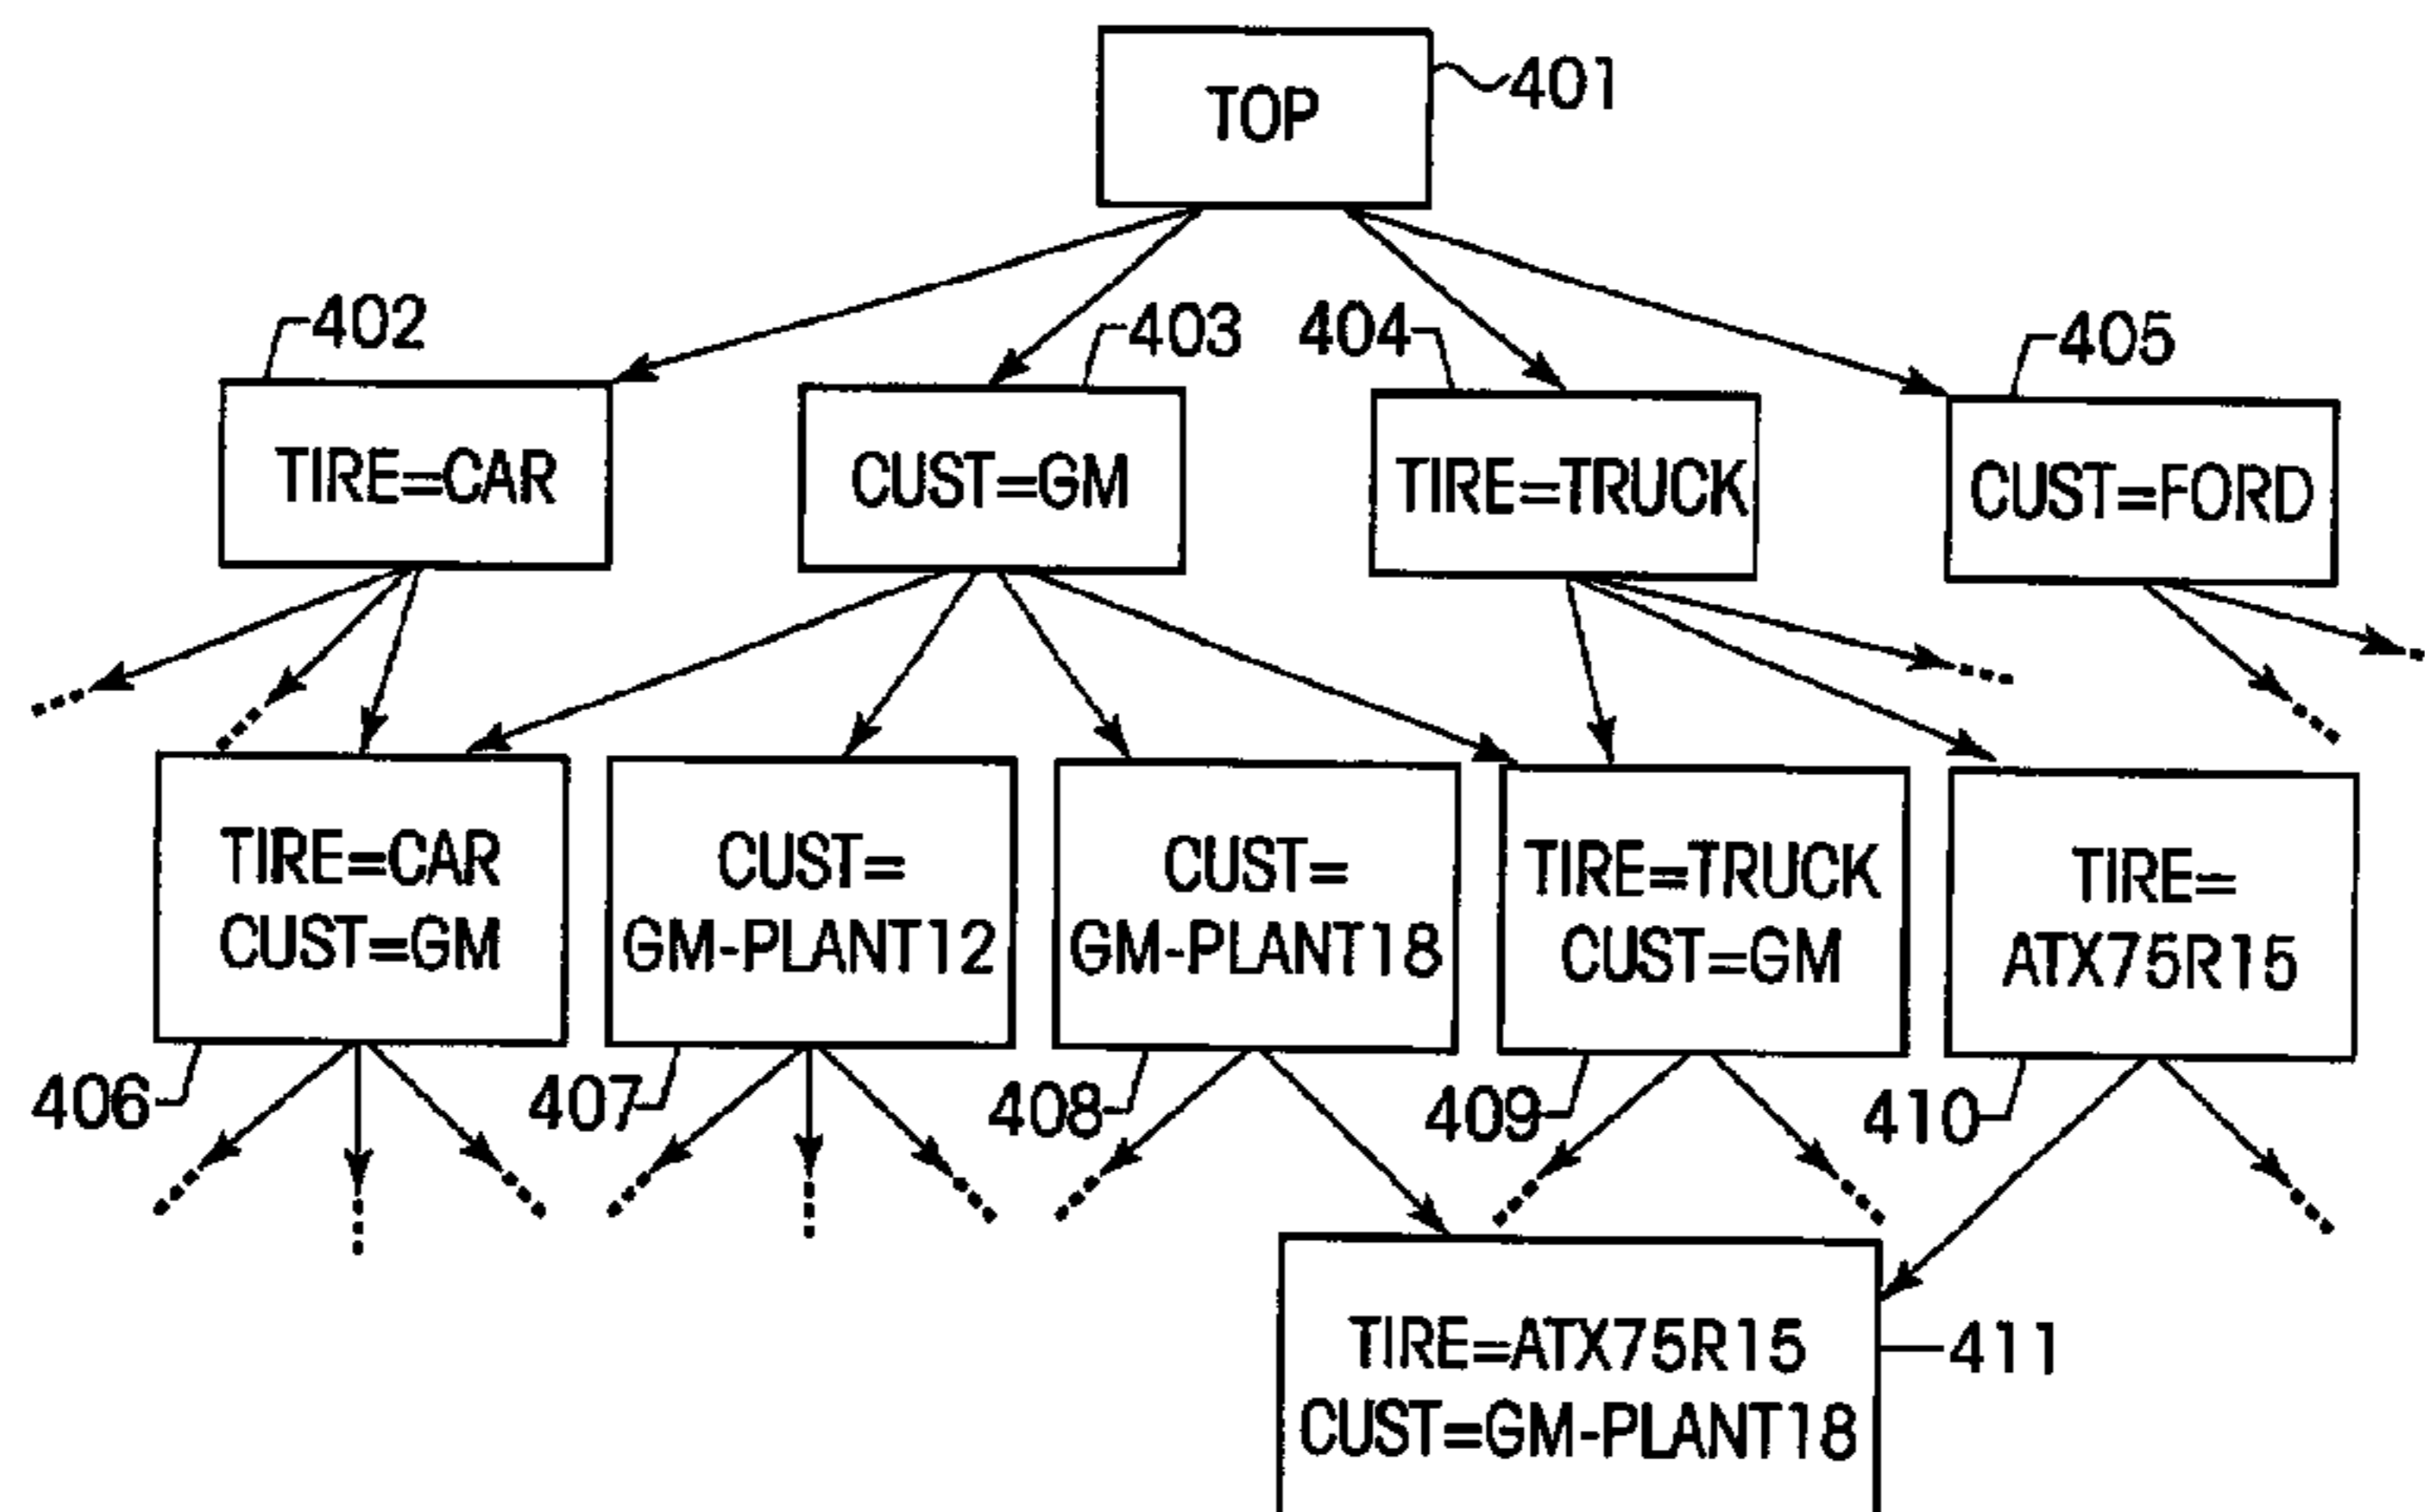 TOP
401
402
403
404
405
TIRE=CAR
CUST=GM
TIRE=TRUCK
CUST=FORD
TIRE=CAR
CUST=GM
CUST=
GM-PLANT12
CUST=
GM-PLANT18
TIRE=TRUCK
CUST=GM
TIRE=
ATX75R15
406
407
408
409
410
TIRE=ATX75R15
CUST=GM-PLANT18
411